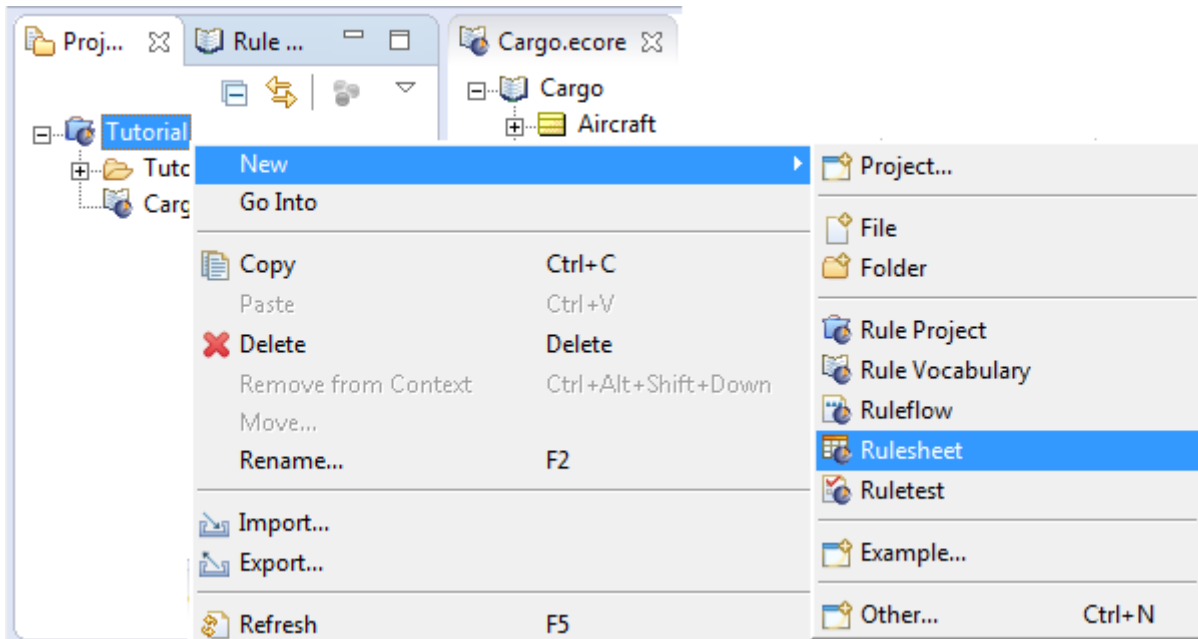 Proj... Rule ... Cargo.ecore
Cargo
Aircraft
Tutorial
Tutc
Carg
New
Go Into
Copy Ctrl+C
Paste Ctrl+V
Delete Delete
Remove from Context Ctrl+Alt+Shift+Down
Move...
Rename... F2
Import...
Export...
Refresh F5
Project...
File
Folder
Rule Project
Rule Vocabulary
Ruleflow
Rulesheet
Ruletest
Example...
Other... Ctrl+N